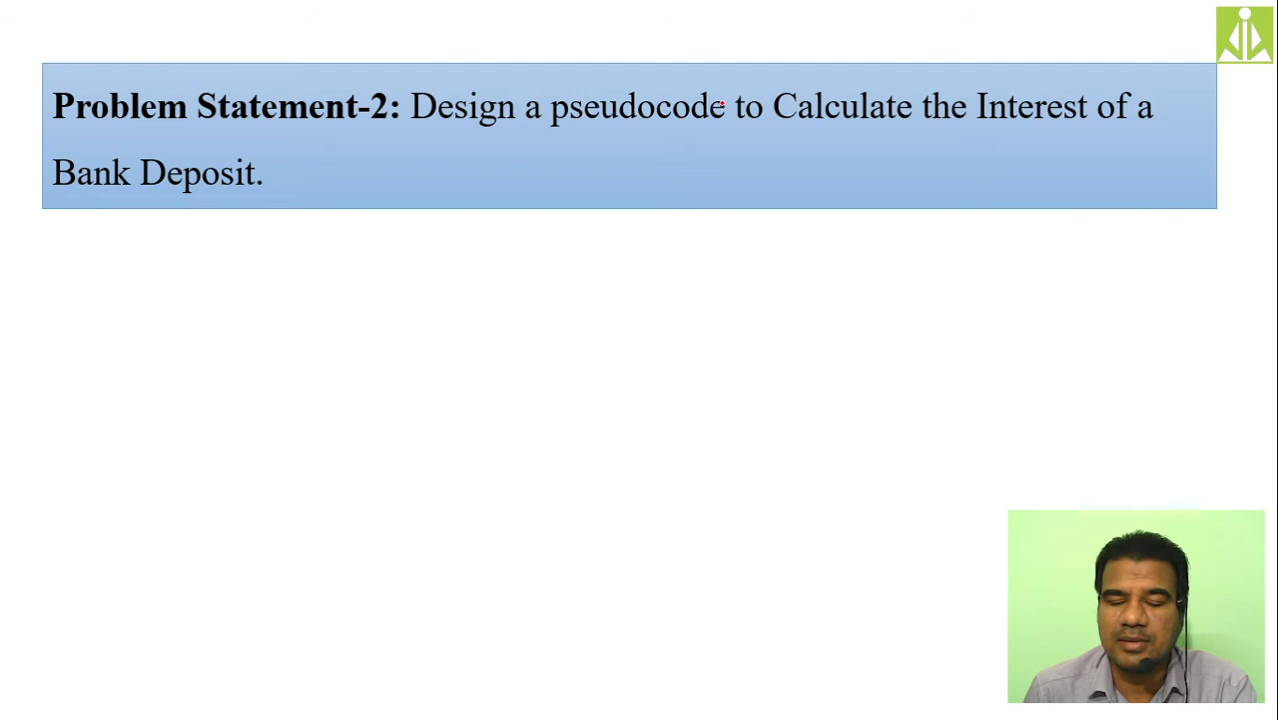 Problem Statement-2: Design a pseudocode to Calculate the Interest of a
Bank Deposit.